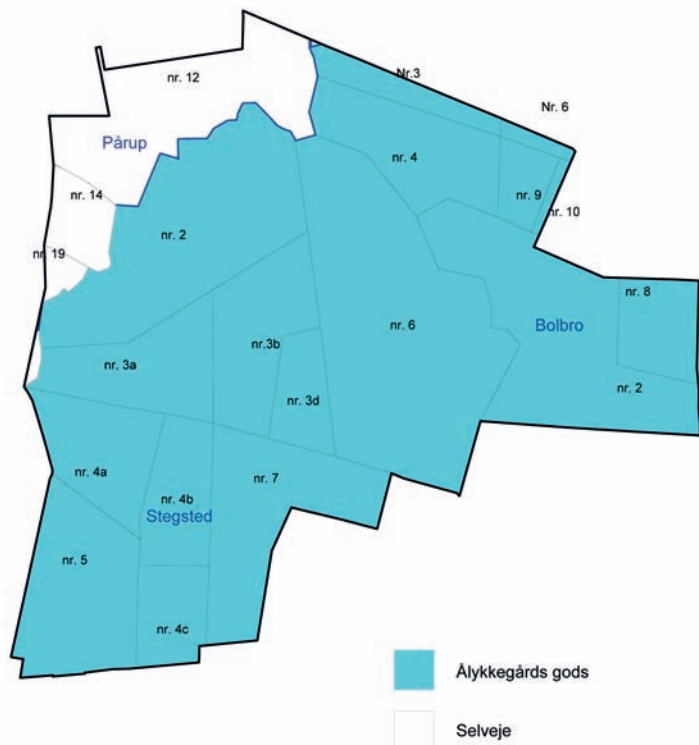 Nr.3
nr. 12
Nr. 6
Pårup
nr. 4
nr. 14
nr. 9
nr. 10
nr. 2
nr. 19
nr. 8
nr. 6
Bolbro
nr.3b
nr. 3a
nr. 2
nr. 3d
nr. 4a
nr. 7
nr. 4b
Stegsted
nr. 5
nr. 4c
Ålykkegårds gods
Selveje